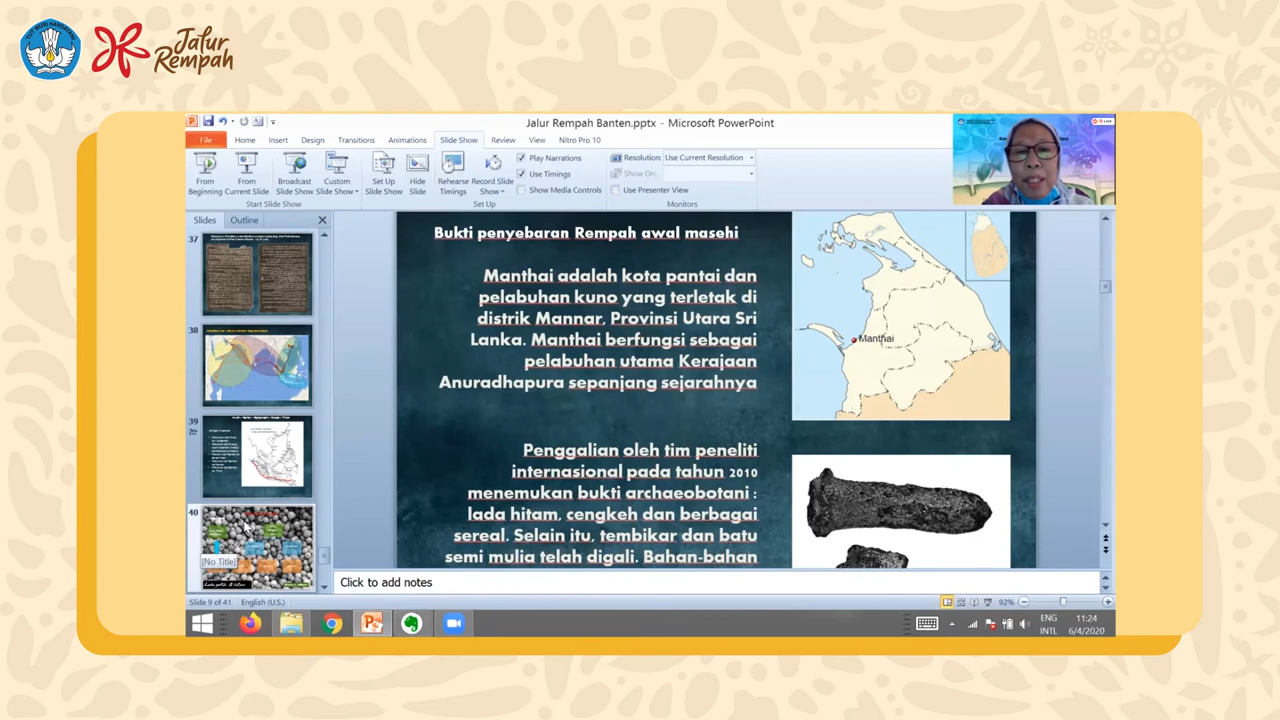 TUT WURI HANDAYANI
Jalur
Rempah
Jalur Rempah Banten.pptx - Microsoft PowerPoint
File Home Insert Design Transitions Animations Slide Show Review View Nitro Pro 10
From
Beginning
From
Current Slide
Broadcast
Slide Show
Custom
Slide Show
Set Up
Slide Show
Hide
Slide
Rehearse
Timings
Record Slide
Show
Play Narrations
Use Timings
Show Media Controls
Resolution: Use Current Resolution
Show On:
Use Presenter View
Start Slide Show
Set Up
Monitors
LIVE
Slides Outline
37
38
39
40
[No Title]
Bukti penyebaran Rempah awal masehi
Manthai adalah kota pantai dan
pelabuhan kuno yang terletak di
distrik Mannar, Provinsi Utara Sri
Lanka. Manthai berfungsi sebagai
pelabuhan utama Kerajaan
Anuradhapura sepanjang sejarahnya
Penggalian oleh tim peneliti
internasional pada tahun 2010
menemukan bukti archaeobotani :
lada hitam, cengkeh dan berbagai
sereal. Selain itu, tembikar dan batu
semi mulia telah digali. Bahan-bahan
Manthai
Click to add notes
Slide 9 of 41 English (U.S.)
92%
ENG
INTL
11:24
6/4/2020